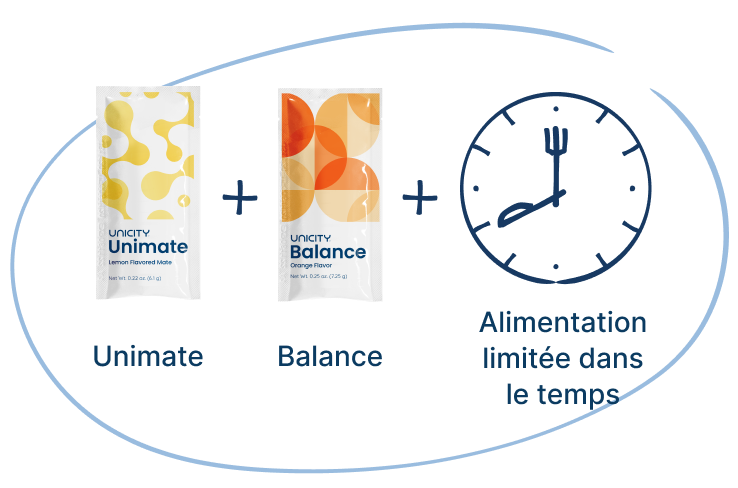 UNICITY
Unimate
Lemon Flavored Mate
Net Wt. 0.22 oz. (6.1 g)
UNICITY
Balance
Orange Flavor
Net Wt. 0.25 oz. (7.25 g)
Unimate
Balance
Alimentation
limitée dans
le temps